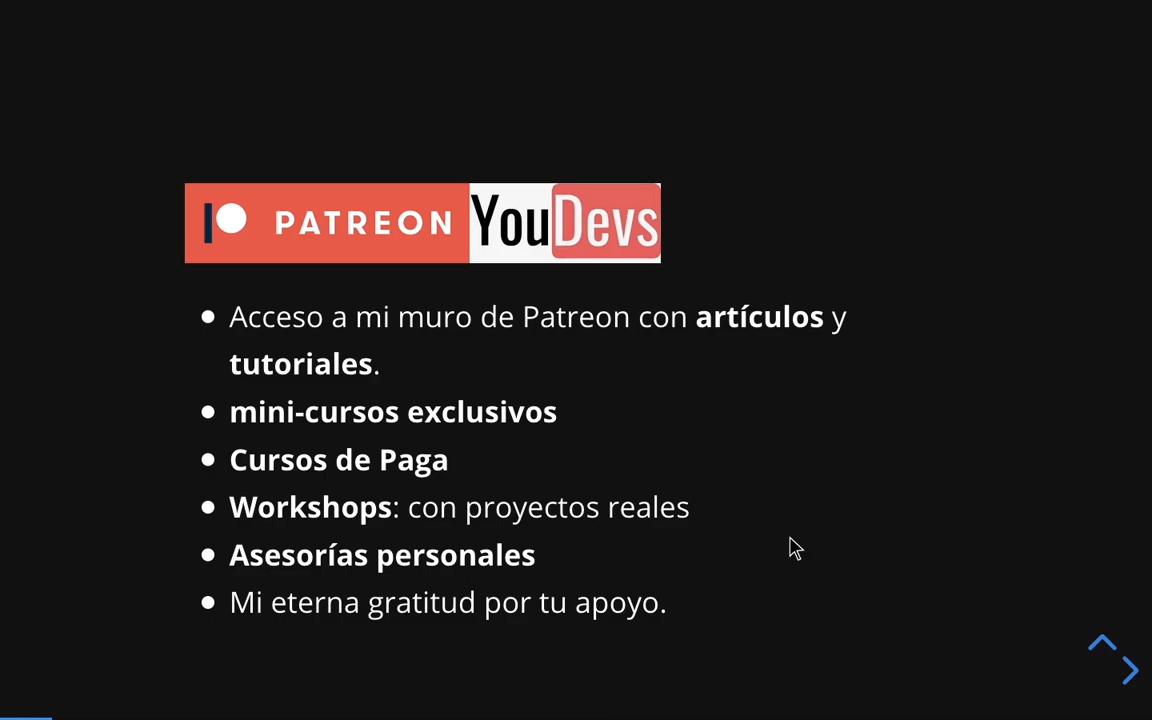 PATREON YouDevs
Acceso a mi muro de Patreon con artículos y
tutoriales.
mini-cursos exclusivos
Cursos de Paga
Workshops: con proyectos reales
Asesorías personales
Mi eterna gratitud por tu apoyo.